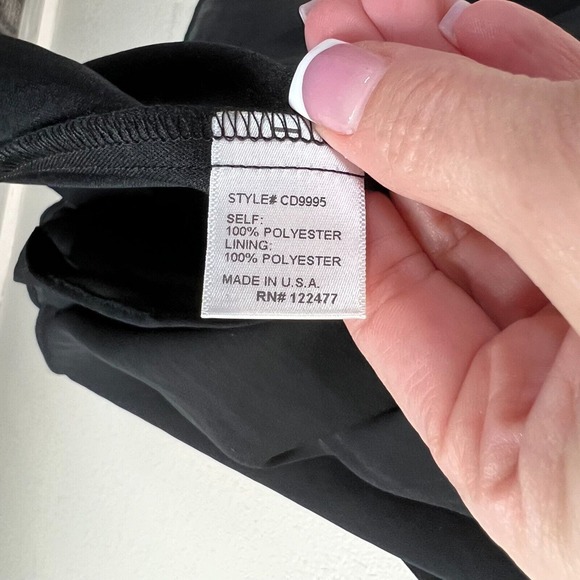 STYLE# CD9995
SELF:
100% POLYESTER
LINING:
100% POLYESTER
MADE IN U.S.A.
RN# 122477